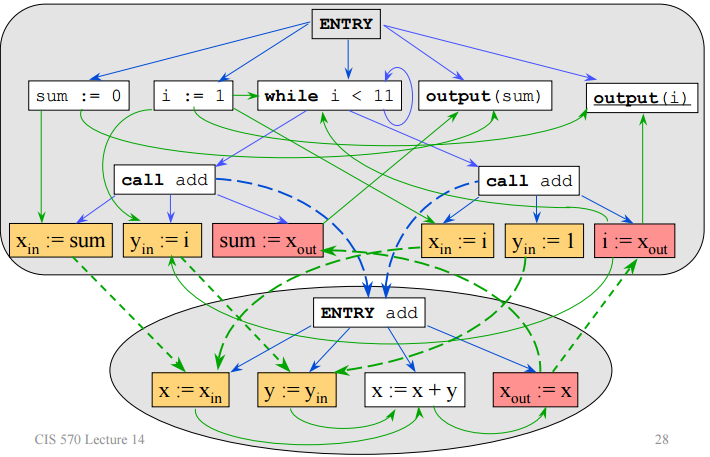 ENTRY
sum := 0
i := 1
while i < 11
output(sum)
output(i)
call add
call add
xin := sum
yin := i
sum := xout
xin := i
yin := 1
i := xout
ENTRY add
x := xin
y := yin
x := x + y
xout := x
CIS 570 Lecture 14
28